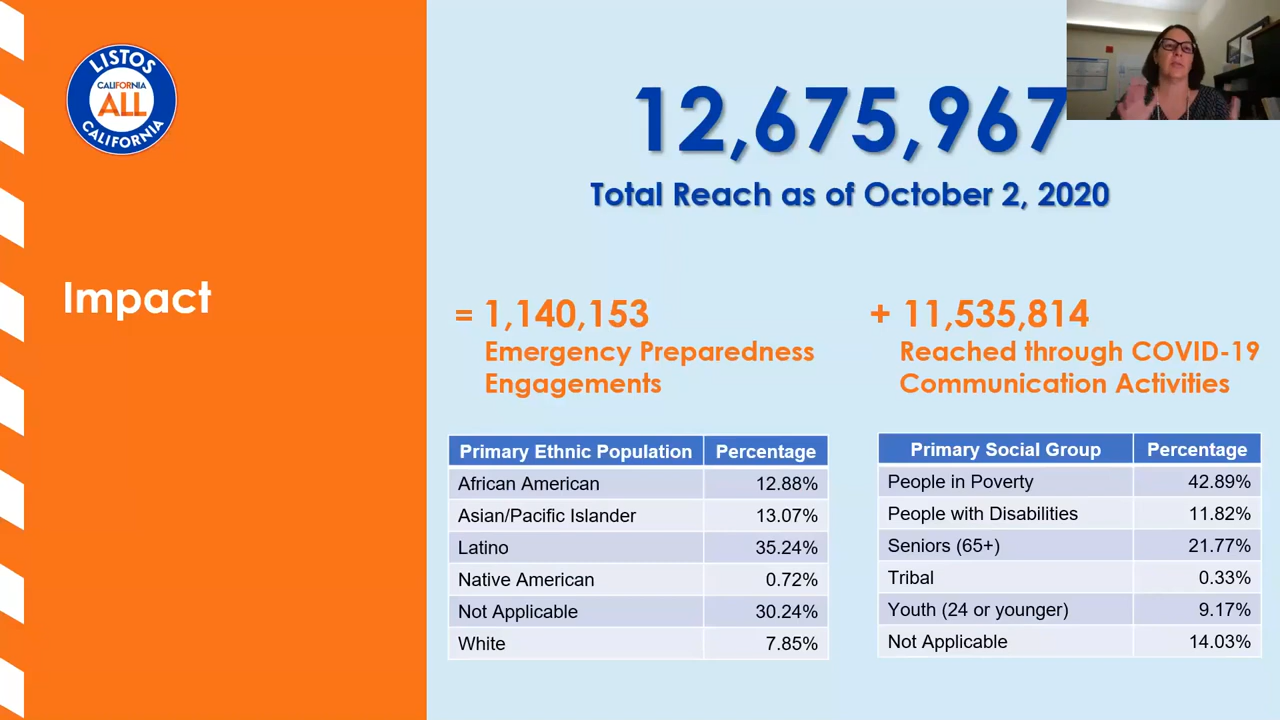 LISTOS
CALIFORNIA
ALL
CALIFORNIA
Impact
12,675,967
Total Reach as of October 2, 2020
= 1,140,153
Emergency Preparedness
Engagements
+ 11,535,814
Reached through COVID-19
Communication Activities
Primary Ethnic Population Percentage
African American 12.88%
Asian/Pacific Islander 13.07%
Latino 35.24%
Native American 0.72%
Not Applicable 30.24%
White 7.85%
Primary Social Group Percentage
People in Poverty 42.89%
People with Disabilities 11.82%
Seniors (65+) 21.77%
Tribal 0.33%
Youth (24 or younger) 9.17%
Not Applicable 14.03%